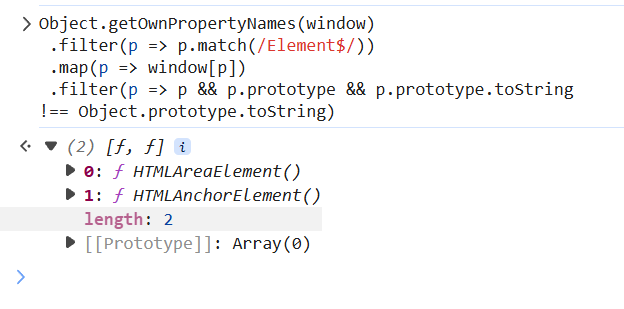 Object.getOwnPropertyNames(window)
.filter(p => p.match(/Element$/))
.map(p => window[p])
.filter(p => p && p.prototype && p.prototype.toString
!== Object.prototype.toString)
(2) [f, f] i
0: f HTMLAreaElement()
1: f HTMLAnchorElement()
length: 2
[[Prototype]]: Array(0)